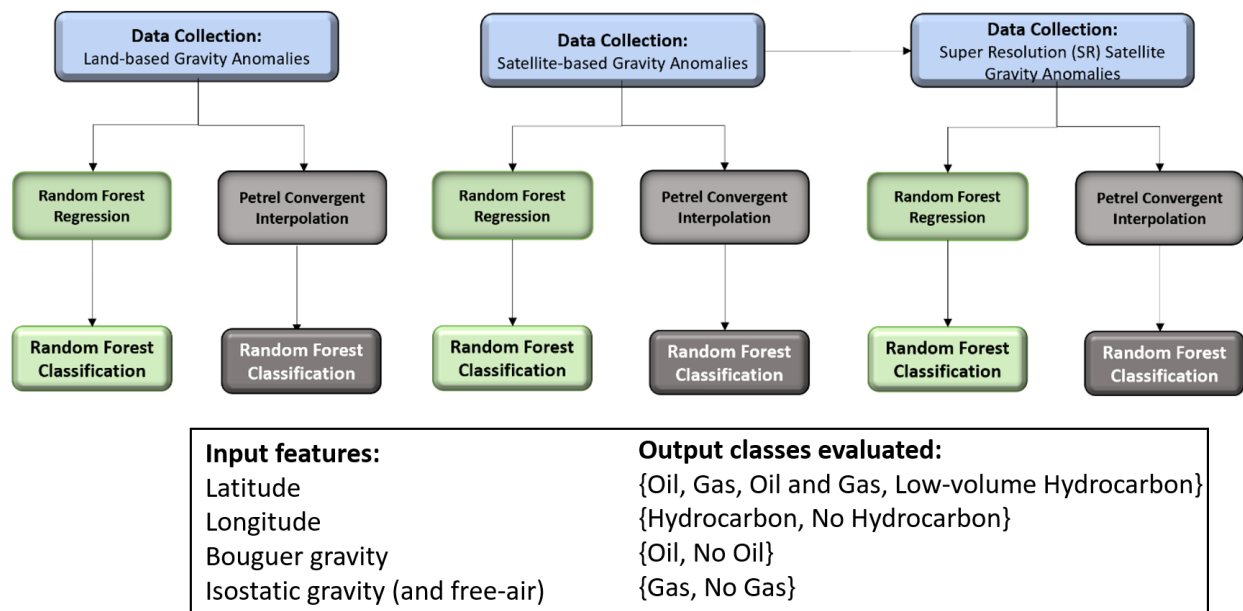 Data Collection:
Land-based Gravity Anomalies
Data Collection:
Satellite-based Gravity Anomalies
Data Collection:
Super Resolution (SR) Satellite
Gravity Anomalies
Random Forest
Regression
Petrel Convergent
Interpolation
Random Forest
Regression
Petrel Convergent
Interpolation
Random Forest
Regression
Petrel Convergent
Interpolation
Random Forest
Classification
Random Forest
Classification
Random Forest
Classification
Random Forest
Classification
Random Forest
Classification
Random Forest
Classification
Input features:
Latitude
Longitude
Bouguer gravity
Isostatic gravity (and free-air)
Output classes evaluated:
{Oil, Gas, Oil and Gas, Low-volume Hydrocarbon}
{Hydrocarbon, No Hydrocarbon}
{Oil, No Oil}
{Gas, No Gas}